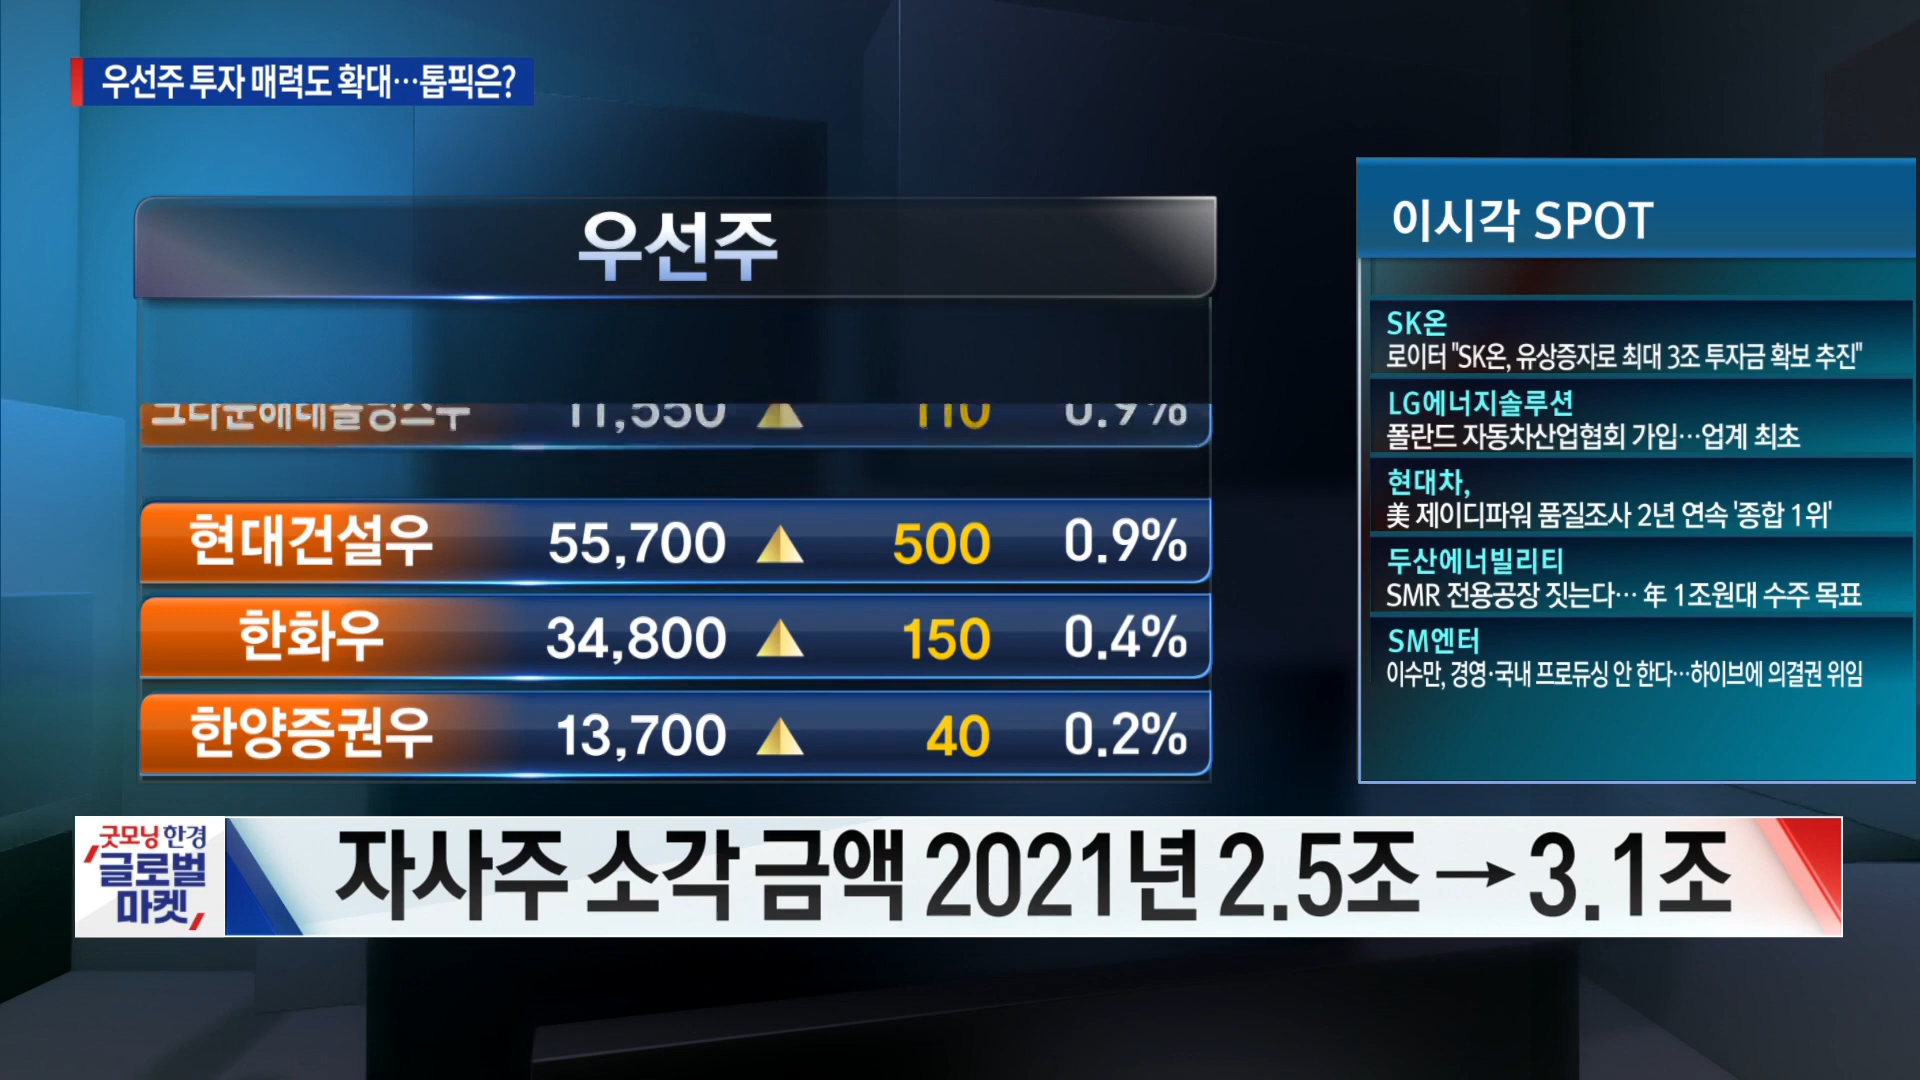 우선주 투자 매력도 확대…톱픽은?
우선주
11,550 ▲ 110 0.9%
현대건설우 55,700 ▲ 500 0.9%
한화우 34,800 ▲ 150 0.4%
한양증권우 13,700 ▲ 40 0.2%
이시각 SPOT
SK온
로이터 "SK온, 유상증자로 최대 3조 투자금 확보 추진"
LG에너지솔루션
폴란드 자동차산업협회 가입…업계 최초
현대차,
美 제이디파워 품질조사 2년 연속 '종합 1위'
두산에너빌리티
SMR 전용공장 짓는다… 年 1조원대 수주 목표
SM엔터
이수만, 경영·국내 프로듀싱 안 한다…하이브에 의결권 위임
굿모닝 한경
글로벌
마켓
자사주 소각 금액 2021년 2.5조→3.1조